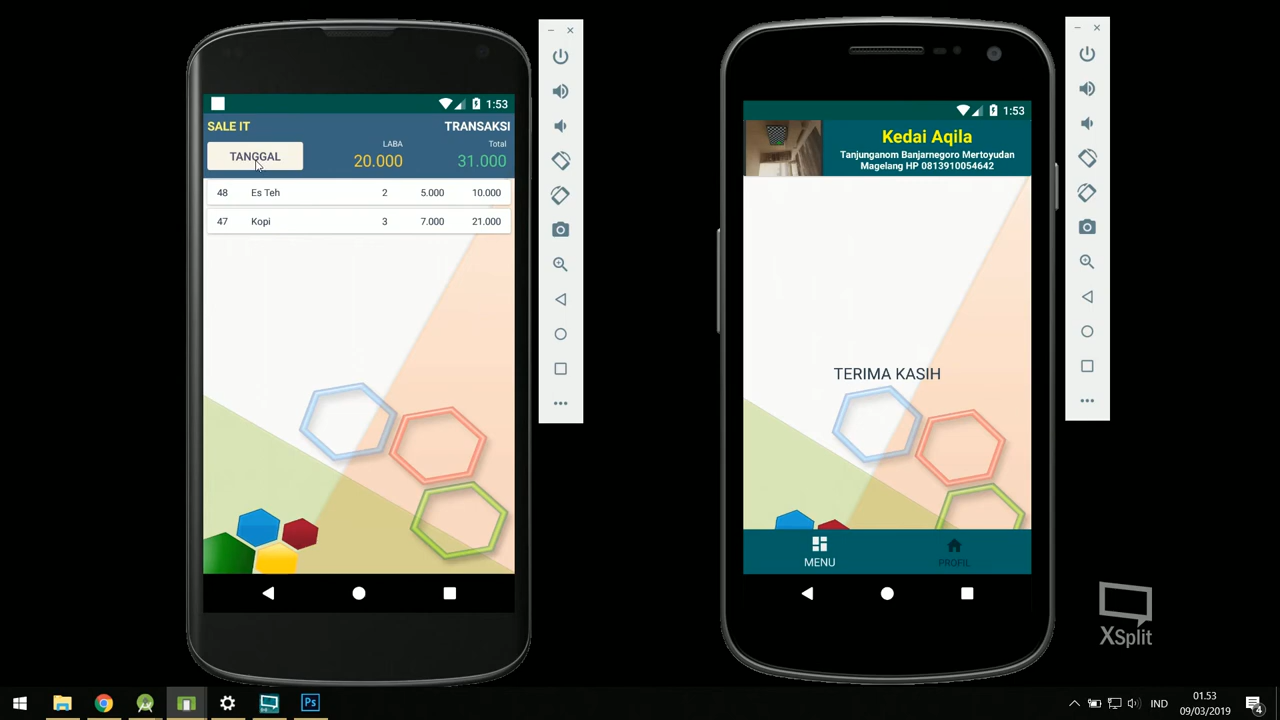 1:53
SALE IT
TRANSAKSI
TANGGAL
LABA
20.000
Total
31.000
48 Es Teh 2 5.000 10.000
47 Kopi 3 7.000 21.000
1:53
Kedai Aqila
Tanjunganom Banjarnegoro Mertoyudan
Magelang HP 0813910054642
TERIMA KASIH
MENU
PROFIL
XSplit
Ps
IND
01.53
09/03/2019
4